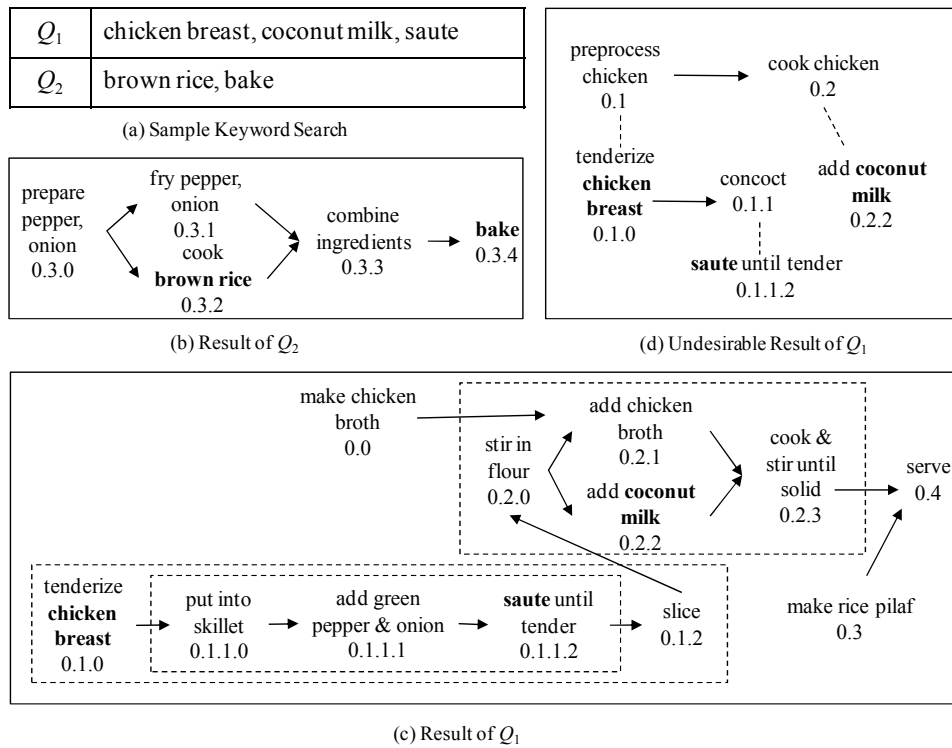 Q1 chicken breast, coconut milk, saute
Q2 brown rice, bake
(a) Sample Keyword Search
prepare
pepper,
onion
0.3.0
fry pepper,
onion
0.3.1
cook
brown rice
0.3.2
combine
ingredients
0.3.3
bake
0.3.4
(b) Result of Q2
preprocess
chicken
0.1
cook chicken
0.2
tenderize
chicken
breast
0.1.0
concoct
0.1.1
add coconut
milk
0.2.2
saute until tender
0.1.1.2
(d) Undesirable Result of Q1
make chicken
broth
0.0
stir in
flour
0.2.0
add chicken
broth
0.2.1
add coconut
milk
0.2.2
cook &
stir until
solid
0.2.3
serve
0.4
tenderize
chicken
breast
0.1.0
put into
skillet
0.1.1.0
add green
pepper & onion
0.1.1.1
saute until
tender
0.1.1.2
slice
0.1.2
make rice pilaf
0.3
(c) Result of Q1